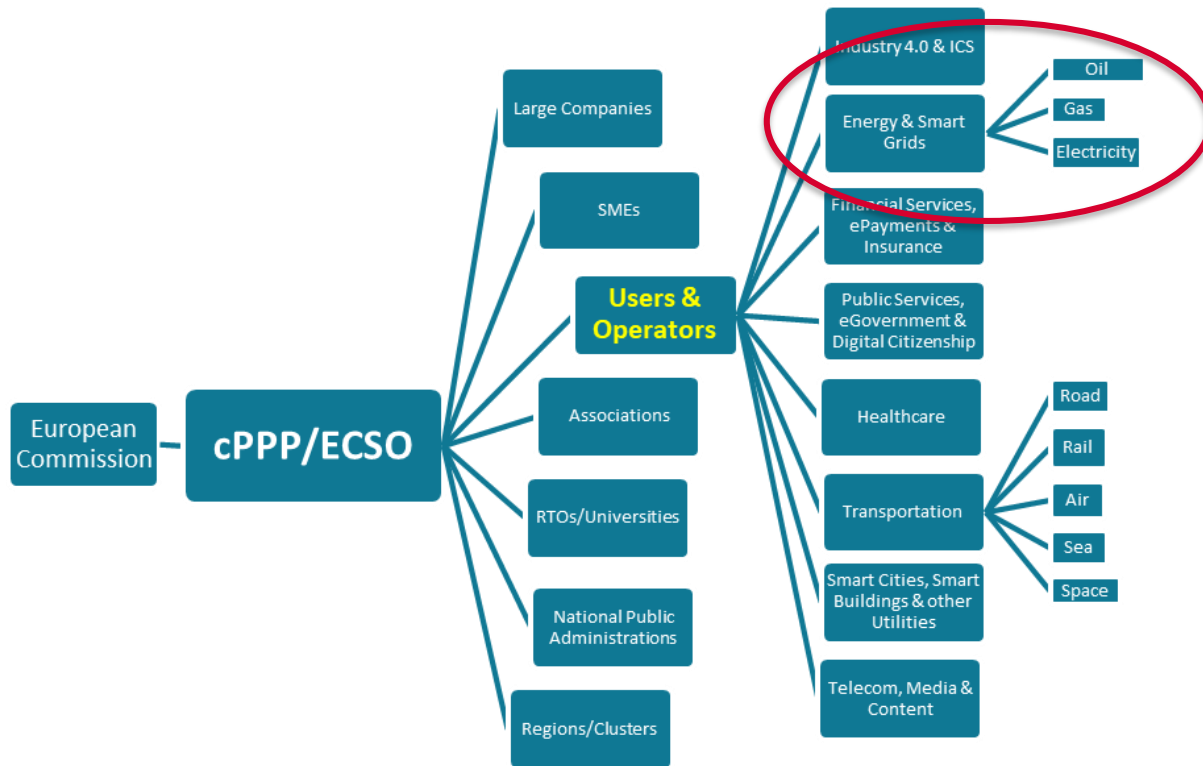 European
Commission
cPPP/ECSO
Large Companies
SMEs
Users &
Operators
Associations
RTOs/Universities
National Public
Administrations
Regions/Clusters
Industry 4.0 & ICS
Energy & Smart
Grids
Oil
Gas
Electricity
Financial Services,
ePayments &
Insurance
Public Services,
eGovernment &
Digital Citizenship
Healthcare
Transportation
Road
Rail
Air
Sea
Space
Smart Cities, Smart
Buildings & other
Utilities
Telecom, Media &
Content